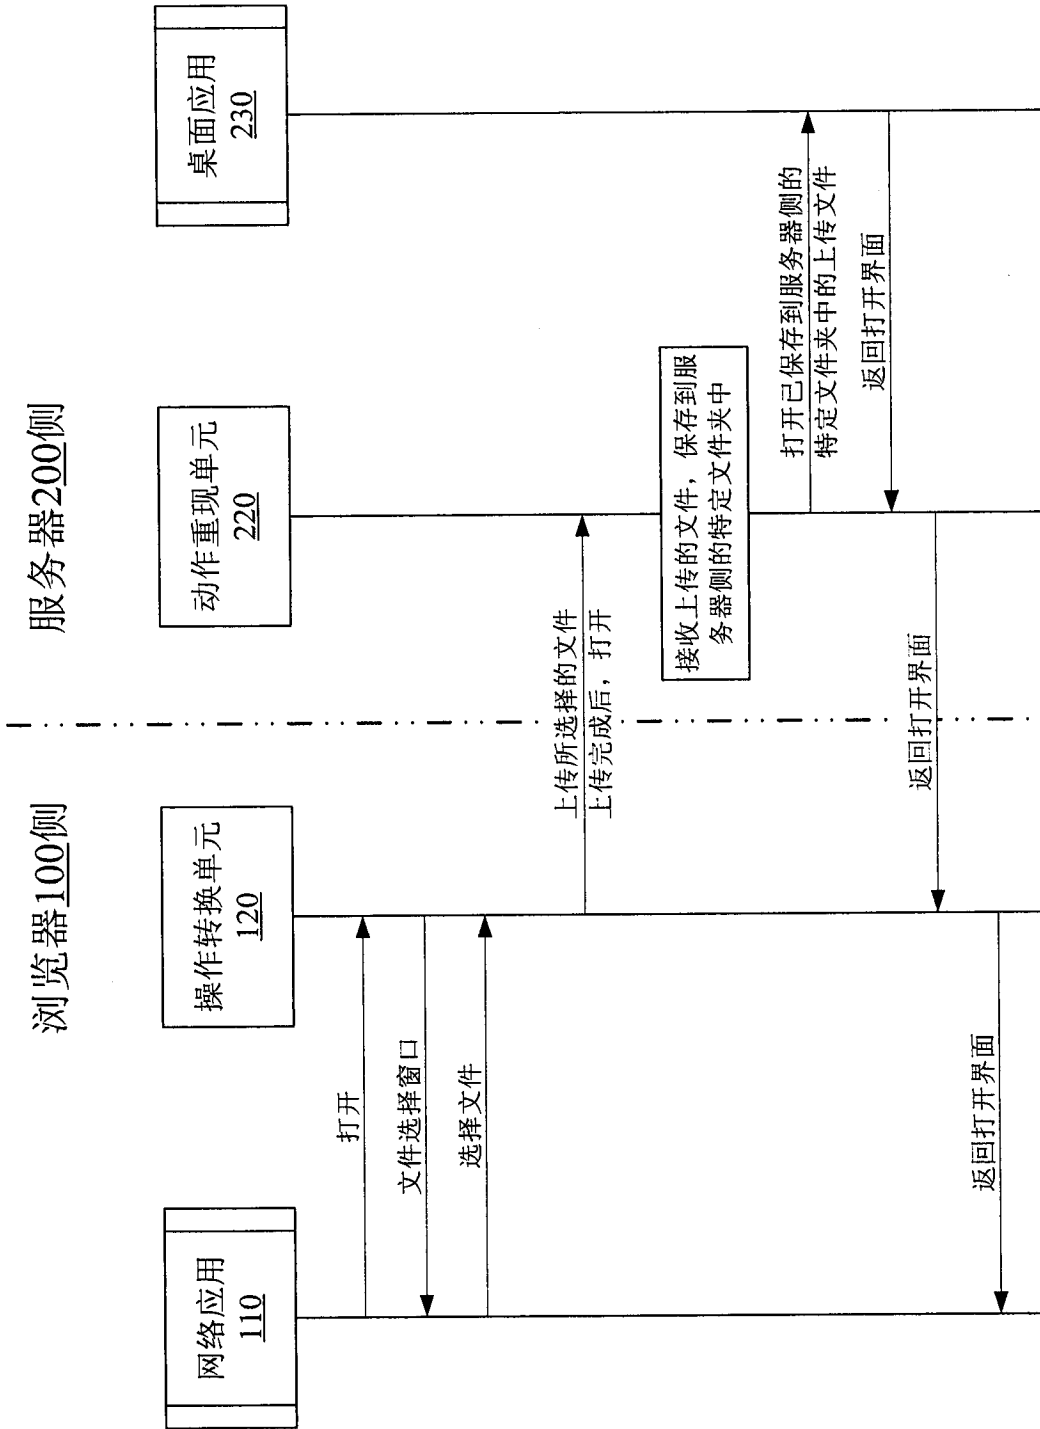 浏览器100侧
服务器200侧
网络应用
110
操作转换单元
120
动作重现单元
220
桌面应用
230
打开
文件选择窗口
选择文件
上传所选择的文件
上传完成后，打开
接收上传的文件，保存到服
务器侧的特定文件夹中
打开已保存到服务器侧的
特定文件夹中的上传文件
返回打开界面
返回打开界面
返回打开界面